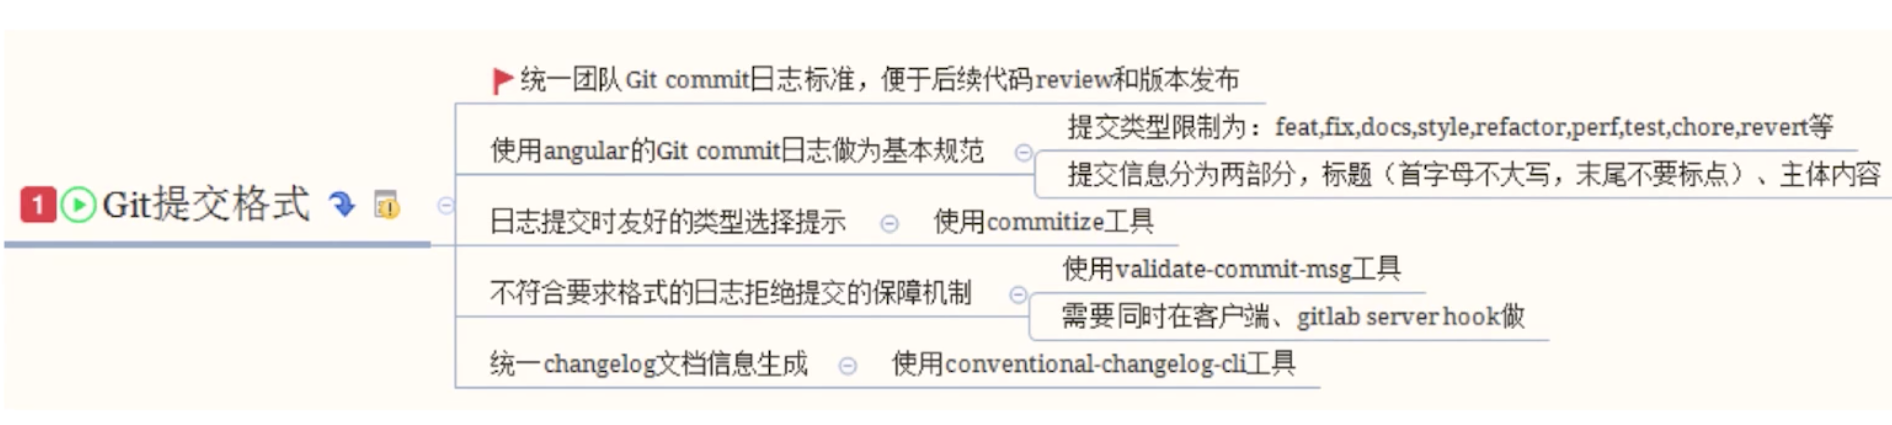 统一团队Git commit日志标准，便于后续代码review和版本发布
提交类型限制为：feat,fix,docs,style,refactor,perf,test,chore,revert等
使用angular的Git commit日志做为基本规范
提交信息分为两部分，标题（首字母不大写，末尾不要标点）、主体内容
1 Git提交格式
日志提交时友好的类型选择提示
使用commitize工具
使用validate-commit-msg工具
不符合要求格式的日志拒绝提交的保障机制
需要同时在客户端、gitlab server hook做
统一changelog文档信息生成
使用conventional-changelog-cli工具